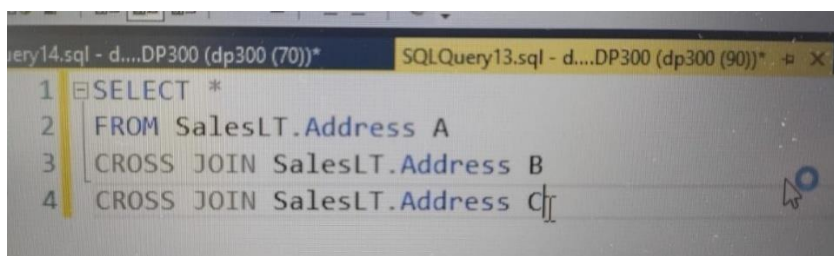 uery14.sql - d....DP300 (dp300 (70))* SQLQuery13.sql - d....DP300 (dp300 (90))*
1 SELECT *
2 FROM SalesLT.Address A
3 CROSS JOIN SalesLT.Address B
4 CROSS JOIN SalesLT.Address C